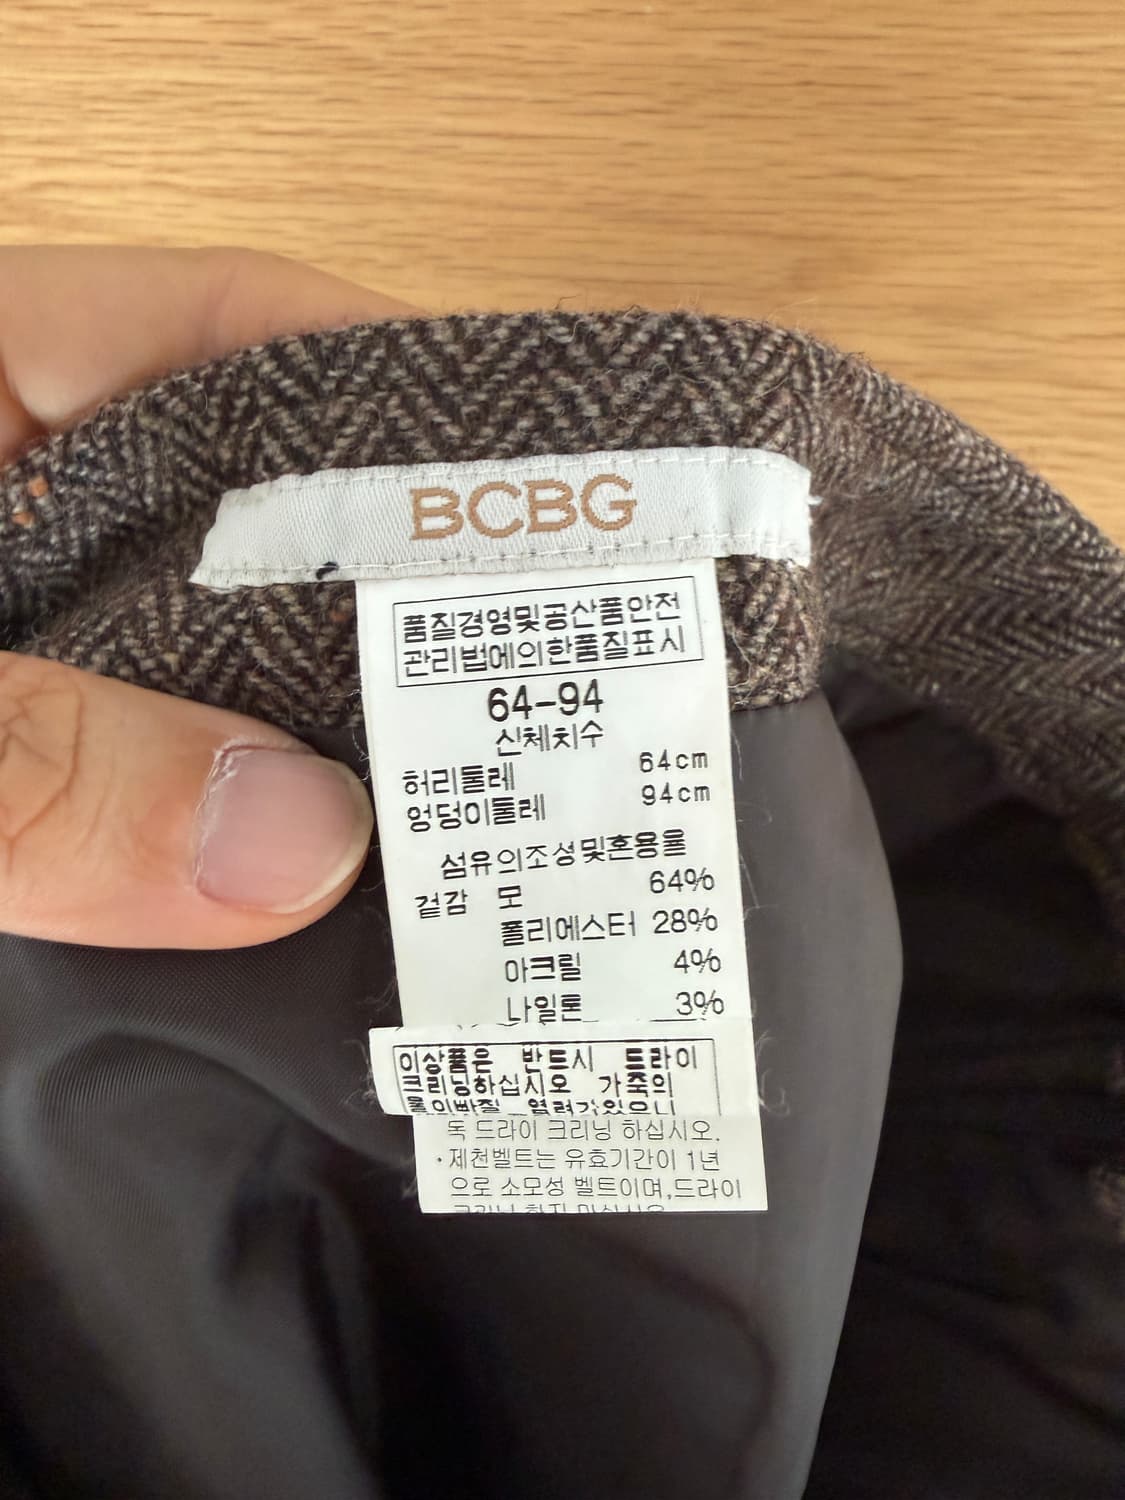 BCBG
품질경영및공산품안전
관리법에의한품질표시
64-94
신체치수
허리둘레 64cm
엉덩이둘레 94cm
섬유의조성및혼용율
겉감 모 64%
폴리에스터 28%
아크릴 4%
나일론 3%
이상품은 반드시 드라이
크리닝하십시오 가죽의
독 드라이 크리닝 하십시오.
·제천벨트는 유효기간이 1년
으로 소모성 벨트이며,드라이